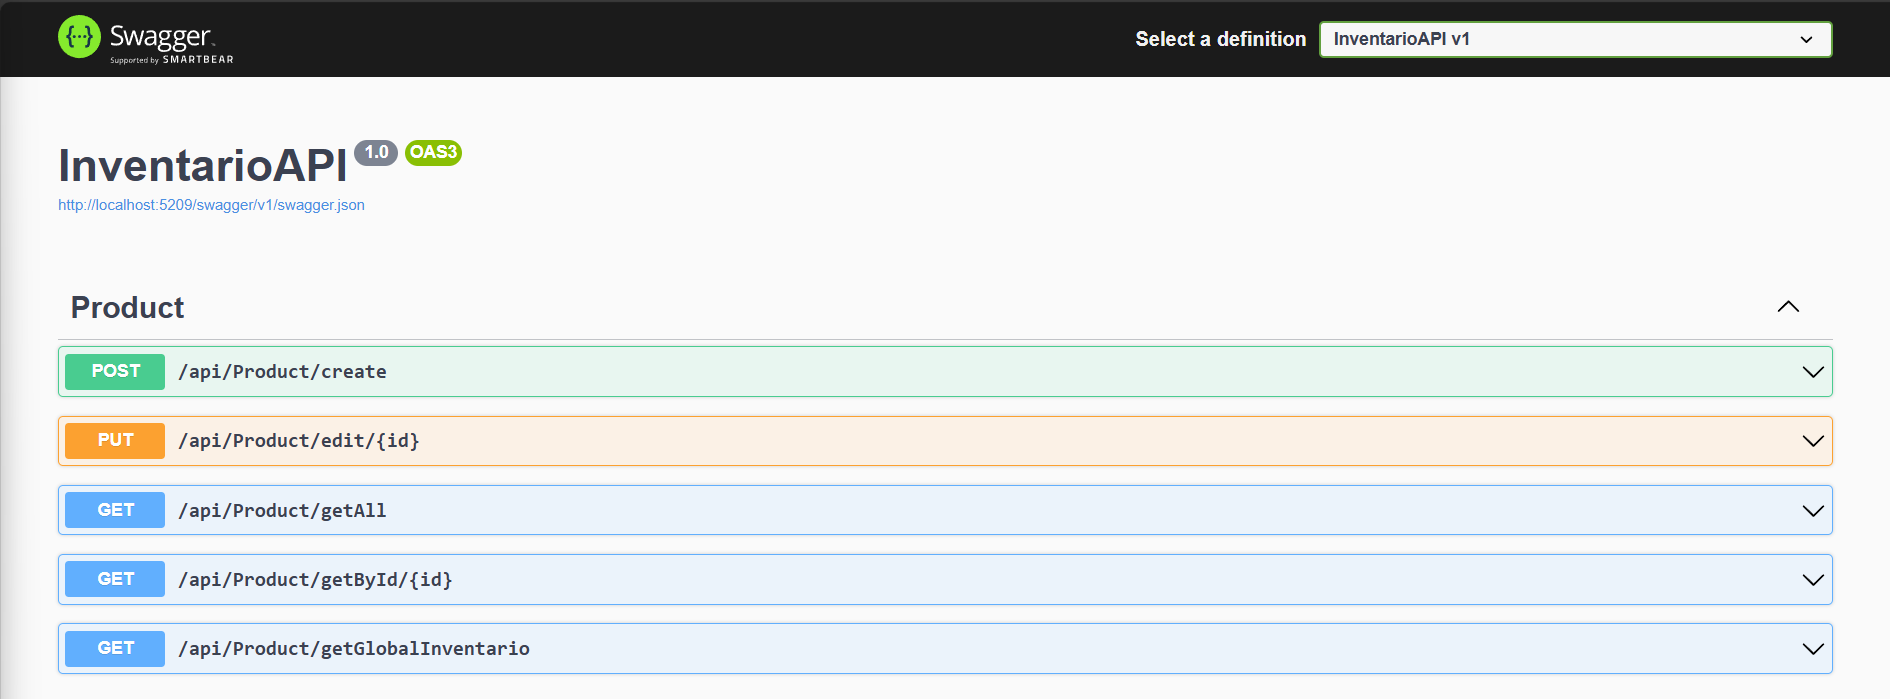 {...} Swagger
Supported by SMARTBEAR
Select a definition
InventarioAPI v1
InventarioAPI 1.0 OAS3
http://localhost:5209/swagger/v1/swagger.json
Product
POST /api/Product/create
PUT /api/Product/edit/{id}
GET /api/Product/getAll
GET /api/Product/getById/{id}
GET /api/Product/getGlobalInventario